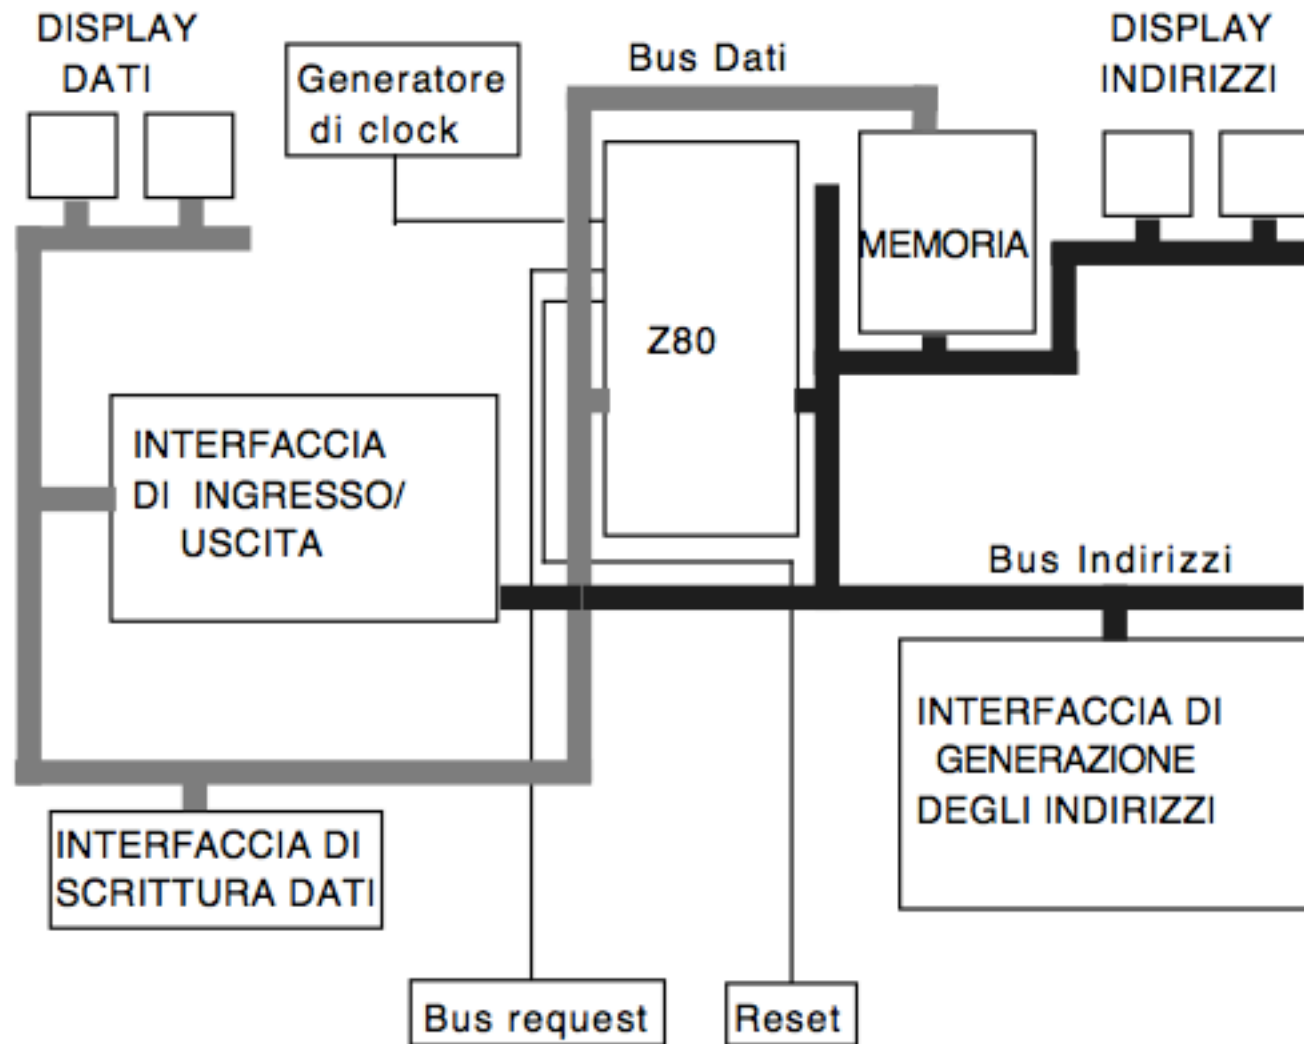 DISPLAY
DATI
Generatore
di clock
Bus Dati
DISPLAY
INDIRIZZI
MEMORIA
Z80
INTERFACCIA
DI INGRESSO/
USCITA
Bus Indirizzi
INTERFACCIA DI
GENERAZIONE
DEGLI INDIRIZZI
INTERFACCIA DI
SCRITTURA DATI
Bus request
Reset